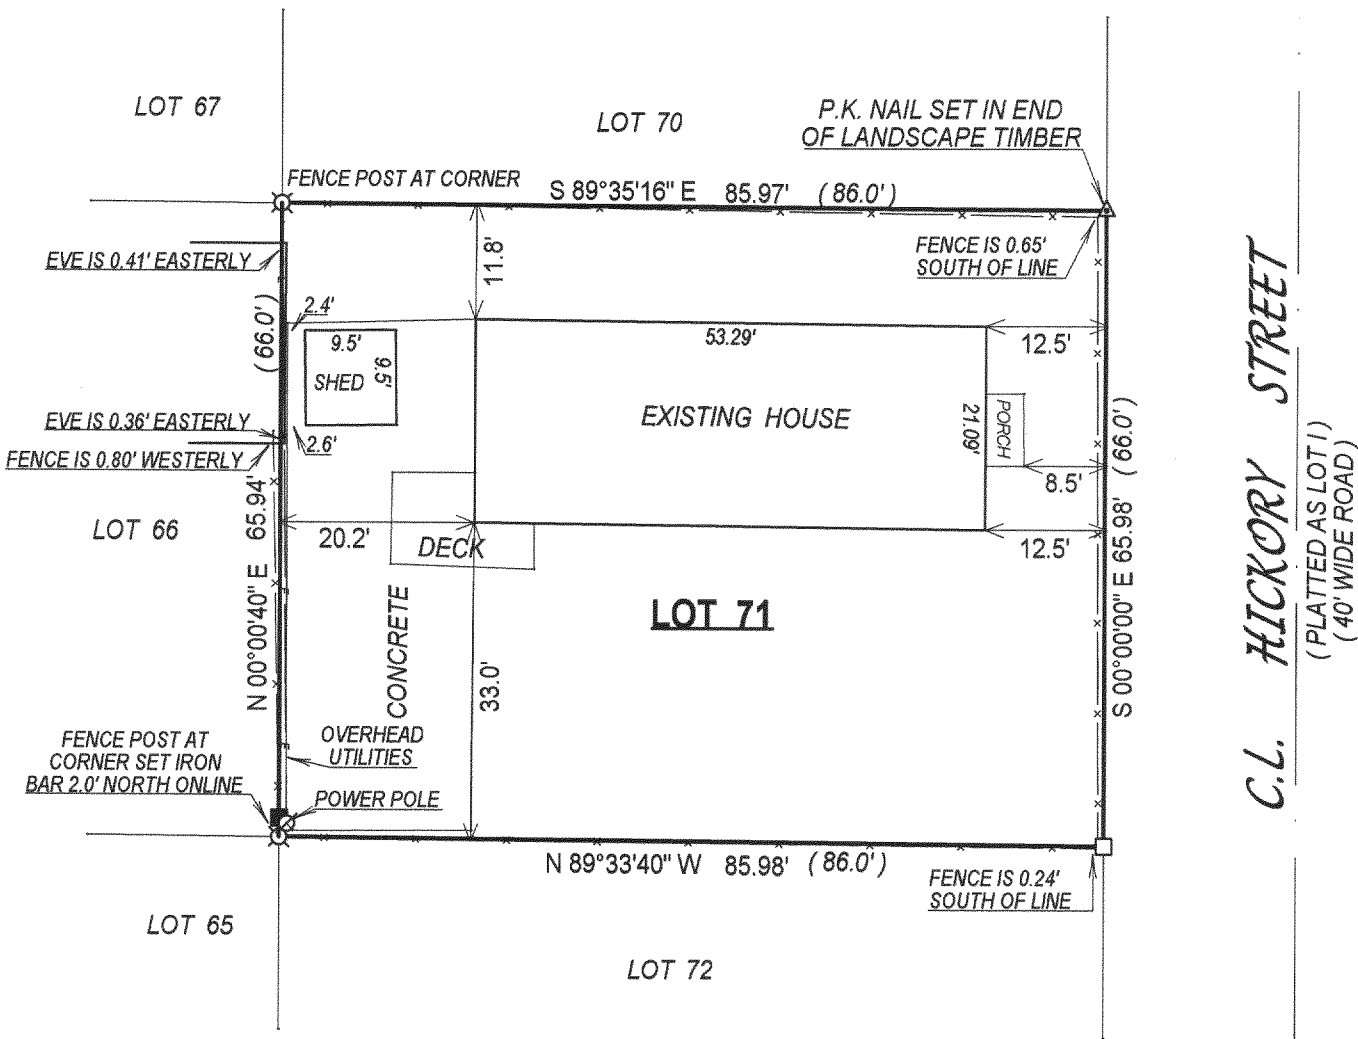 LOT 67
LOT 70
P.K. NAIL SET IN END
OF LANDSCAPE TIMBER
FENCE POST AT CORNER
S 89°35'16" E 85.97' ( 86.0' )
EVE IS 0.41' EASTERLY
11.8'
FENCE IS 0.65'
SOUTH OF LINE
( 66.0' )
2.4'
9.5'
9.5'
SHED
53.29'
12.5'
EXISTING HOUSE
21.09'
PORCH
( 66.0' )
EVE IS 0.36' EASTERLY
FENCE IS 0.80' WESTERLY
2.6'
8.5'
LOT 66
N 00°00'40" E 65.94'
20.2'
DECK
12.5'
S 00°00'00" E 65.98'
CONCRETE
LOT 71
33.0'
FENCE POST AT
CORNER SET IRON
BAR 2.0' NORTH ONLINE
OVERHEAD
UTILITIES
POWER POLE
N 89°33'40" W 85.98' ( 86.0' )
FENCE IS 0.24'
SOUTH OF LINE
LOT 65
LOT 72
C.L. HICKORY STREET
( PLATTED AS LOT I )
( 40' WIDE ROAD )